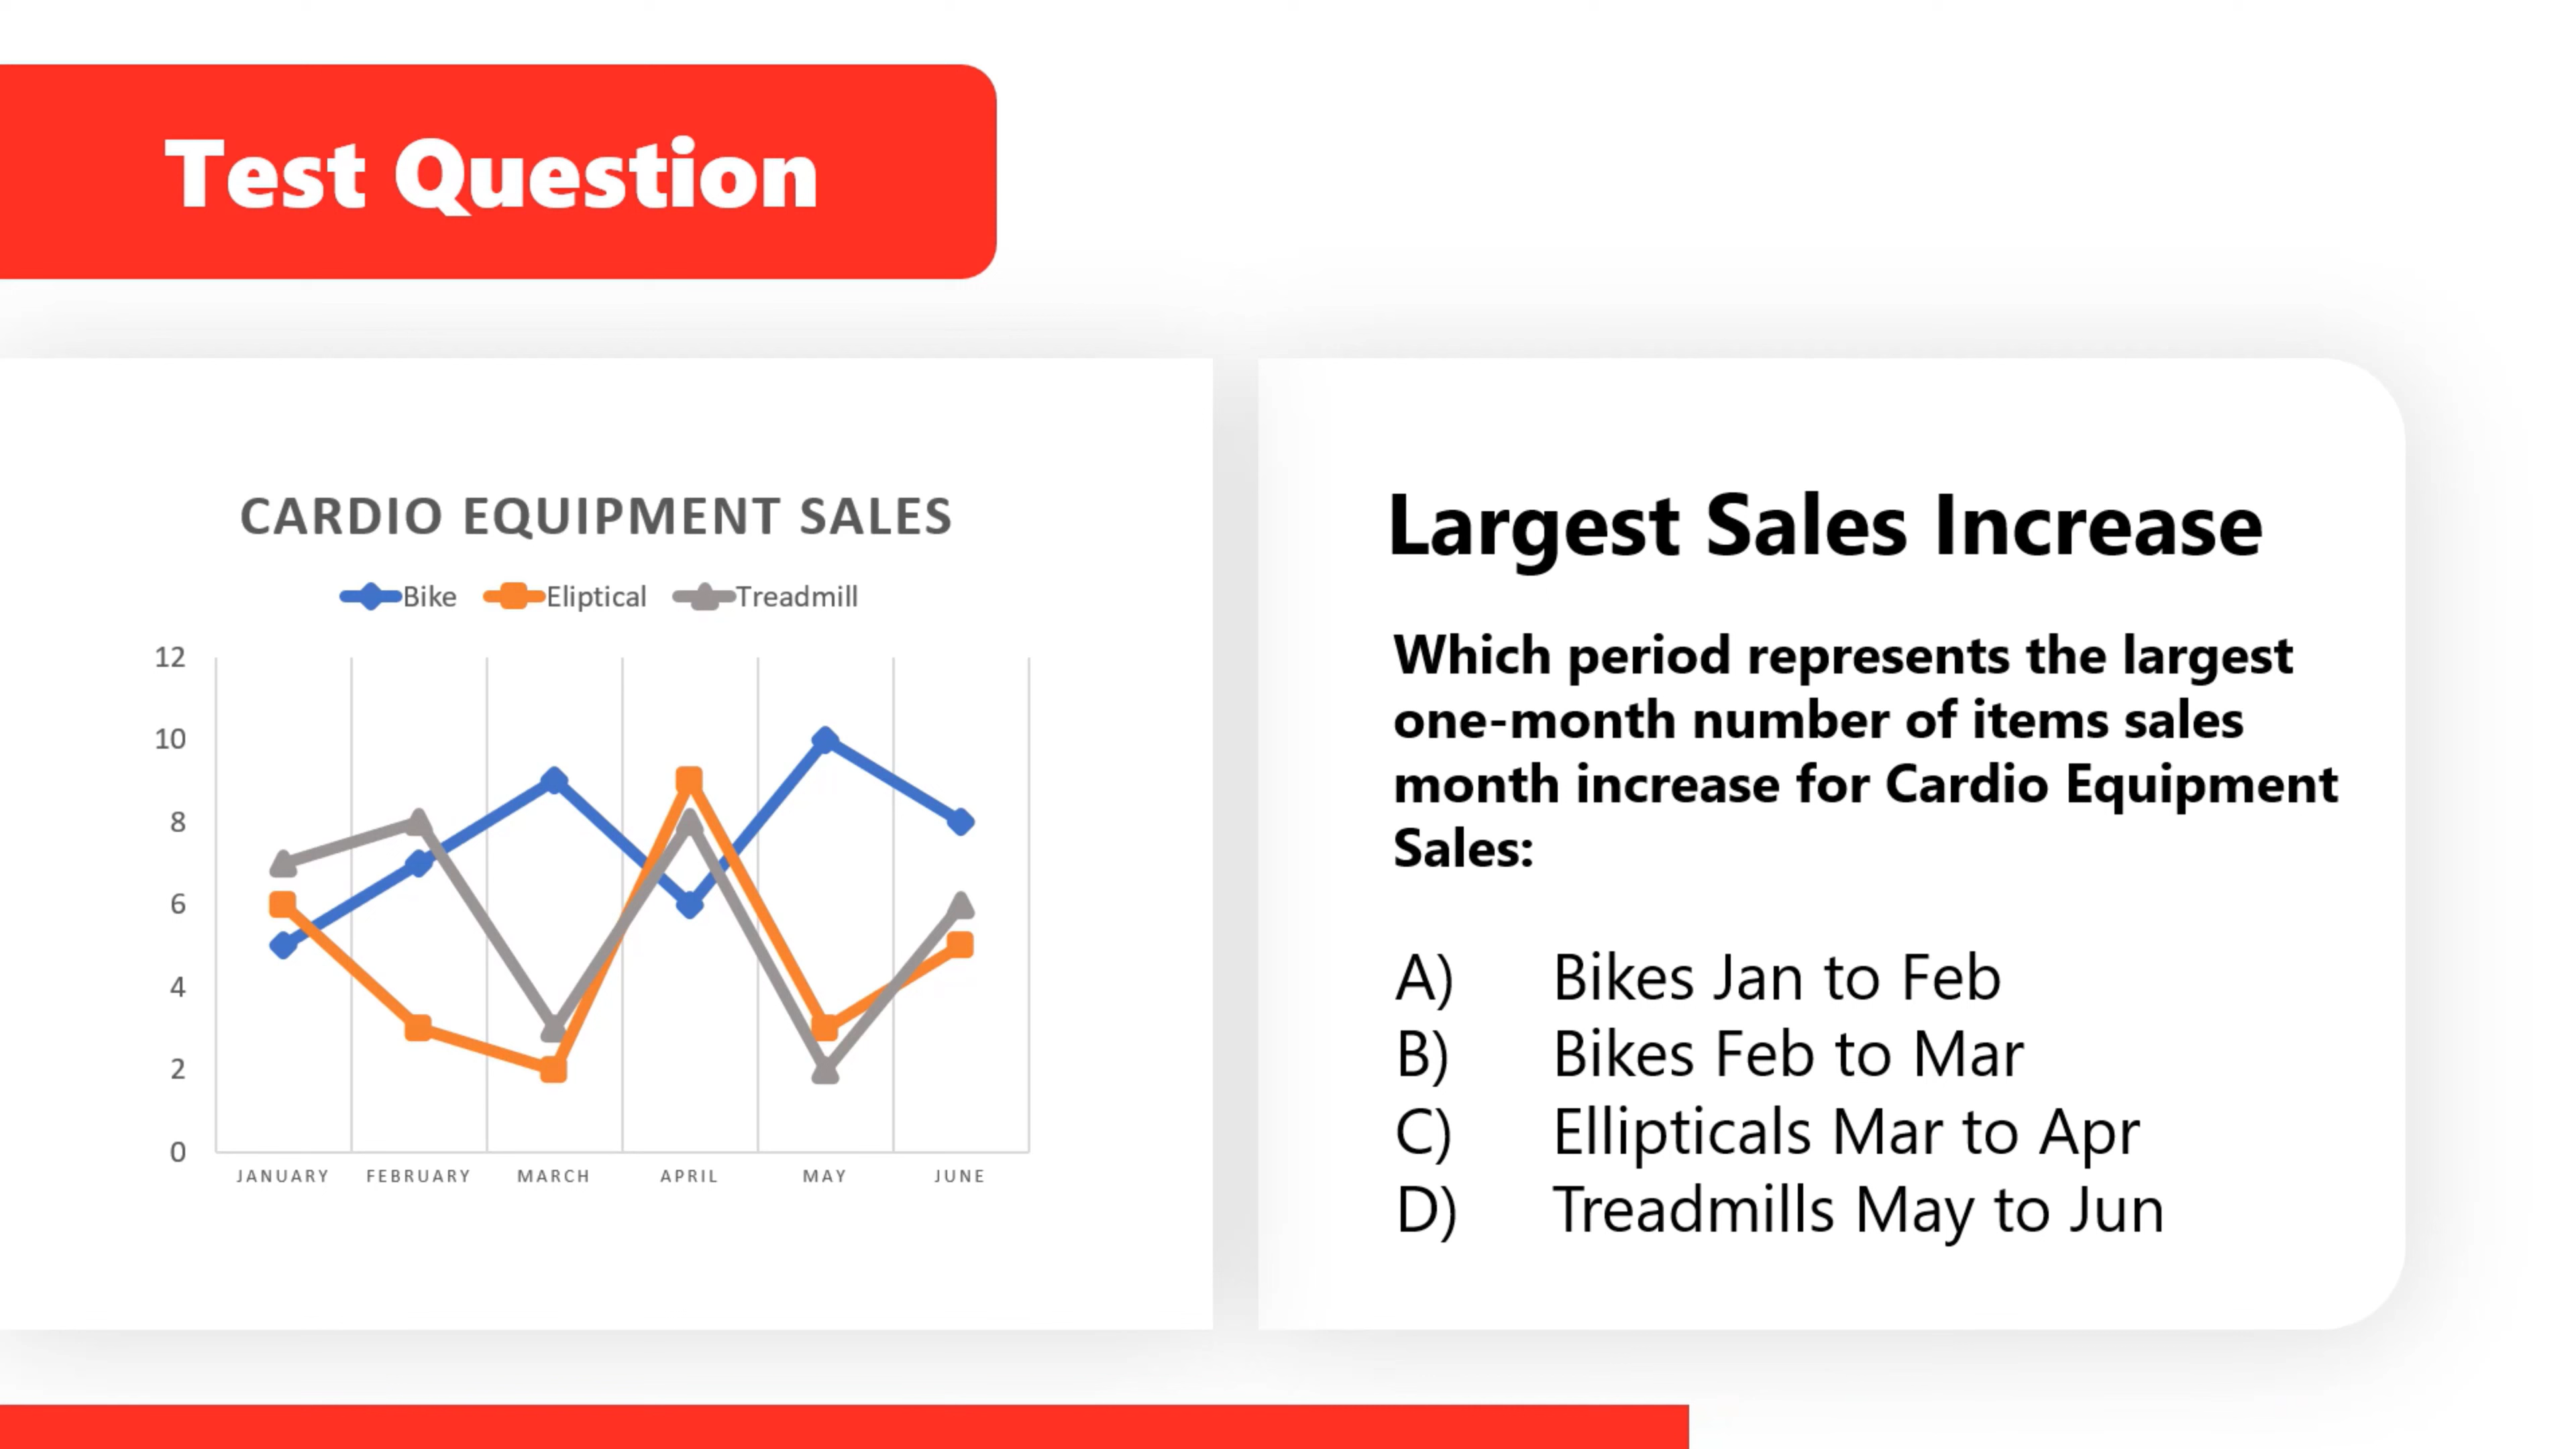 Test Question
CARDIO EQUIPMENT SALES
Bike Eliptical Treadmill
12
10
8
6
4
2
0
JANUARY FEBRUARY MARCH APRIL MAY JUNE
Largest Sales Increase
Which period represents the largest
one-month number of items sales
month increase for Cardio Equipment
Sales:
A) Bikes Jan to Feb
B) Bikes Feb to Mar
C) Ellipticals Mar to Apr
D) Treadmills May to Jun